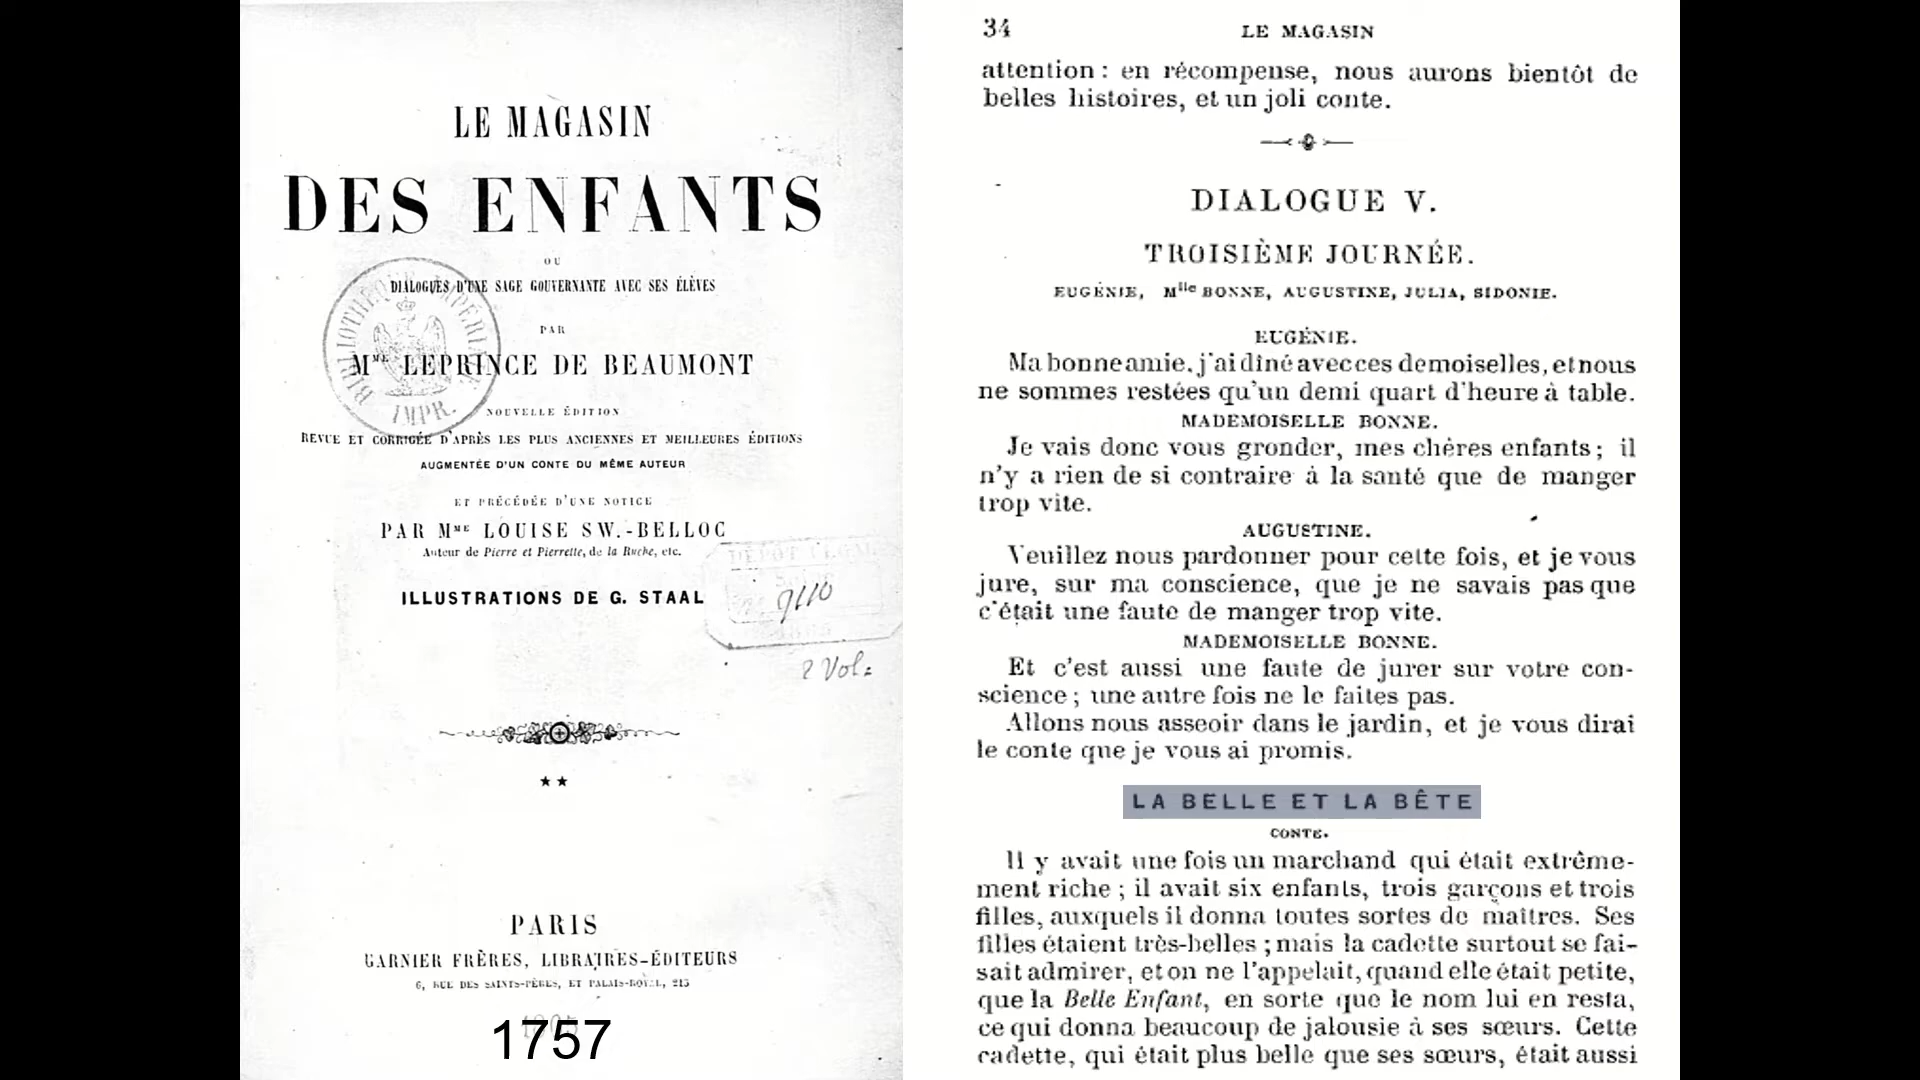 LE MAGASIN
DES ENFANTS
OU
DIALOGUES D'UNE SAGE GOUVERNANTE AVEC SES ÉLÈVES
PAR
MME LEPRINCE DE BEAUMONT
BIBLIOTHÈQUE IMPÉRIALE
IMPR.
NOUVELLE ÉDITION
REVUE ET CORRIGÉE D'APRÈS LES PLUS ANCIENNES ET MEILLEURES ÉDITIONS
AUGMENTÉE D'UN CONTE DU MÊME AUTEUR
ET PRÉCÉDÉE D'UNE NOTICE
PAR MME LOUISE SW.-BELLOC
Auteur de Pierre et Pierrette, de la Ruche, etc.
ILLUSTRATIONS DE G. STAAL
DÉPÔT LÉGAL
Seine
9110
2 Vol:
★★
PARIS
GARNIER FRÈRES, LIBRAIRES-ÉDITEURS
6, RUE DES SAINTS-PÈRES, ET PALAIS-ROYAL, 215
1757
34
LE MAGASIN
attention : en récompense, nous aurons bientôt de
belles histoires, et un joli conte.
DIALOGUE V.
TROISIÈME JOURNÉE.
EUGÉNIE, Mlle BONNE, AUGUSTINE, JULIA, SIDONIE.
EUGÉNIE.
Ma bonne amie, j'ai dîné avec ces demoiselles, et nous
ne sommes restées qu'un demi quart d'heure à table.
MADEMOISELLE BONNE.
Je vais donc vous gronder, mes chères enfants ; il
n'y a rien de si contraire à la santé que de manger
trop vite.
AUGUSTINE.
Veuillez nous pardonner pour cette fois, et je vous
jure, sur ma conscience, que je ne savais pas que
c'était une faute de manger trop vite.
MADEMOISELLE BONNE.
Et c'est aussi une faute de jurer sur votre con-
science ; une autre fois ne le faites pas.
Allons nous asseoir dans le jardin, et je vous dirai
le conte que je vous ai promis.
LA BELLE ET LA BÊTE
CONTE.
Il y avait une fois un marchand qui était extrême-
ment riche ; il avait six enfants, trois garçons et trois
filles, auxquels il donna toutes sortes de maîtres. Ses
filles étaient très-belles ; mais la cadette surtout se fai-
sait admirer, et on ne l'appelait, quand elle était petite,
que la Belle Enfant, en sorte que le nom lui en resta,
ce qui donna beaucoup de jalousie à ses sœurs. Cette
cadette, qui était plus belle que ses sœurs, était aussi